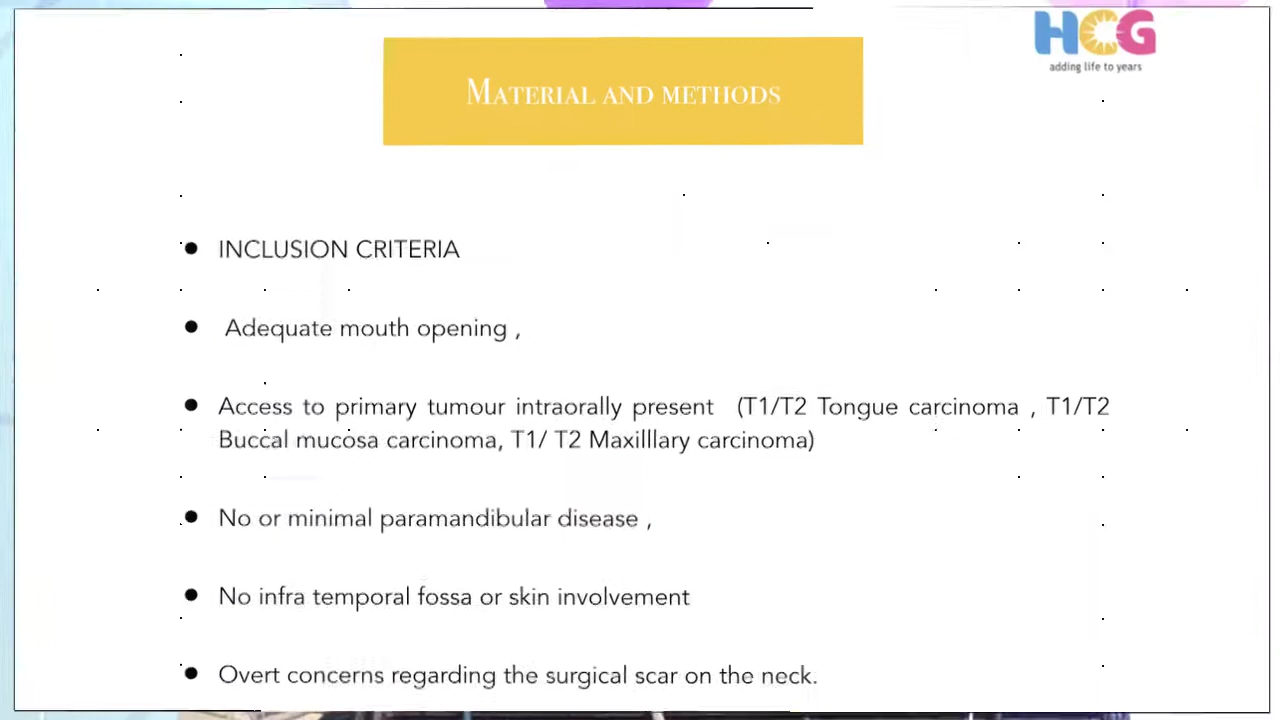 HCG
adding life to years
MATERIAL AND METHODS
● INCLUSION CRITERIA
● Adequate mouth opening ,
● Access to primary tumour intraorally present (T1/T2 Tongue carcinoma , T1/T2
Buccal mucosa carcinoma, T1/ T2 Maxilllary carcinoma)
● No or minimal paramandibular disease ,
● No infra temporal fossa or skin involvement
● Overt concerns regarding the surgical scar on the neck.